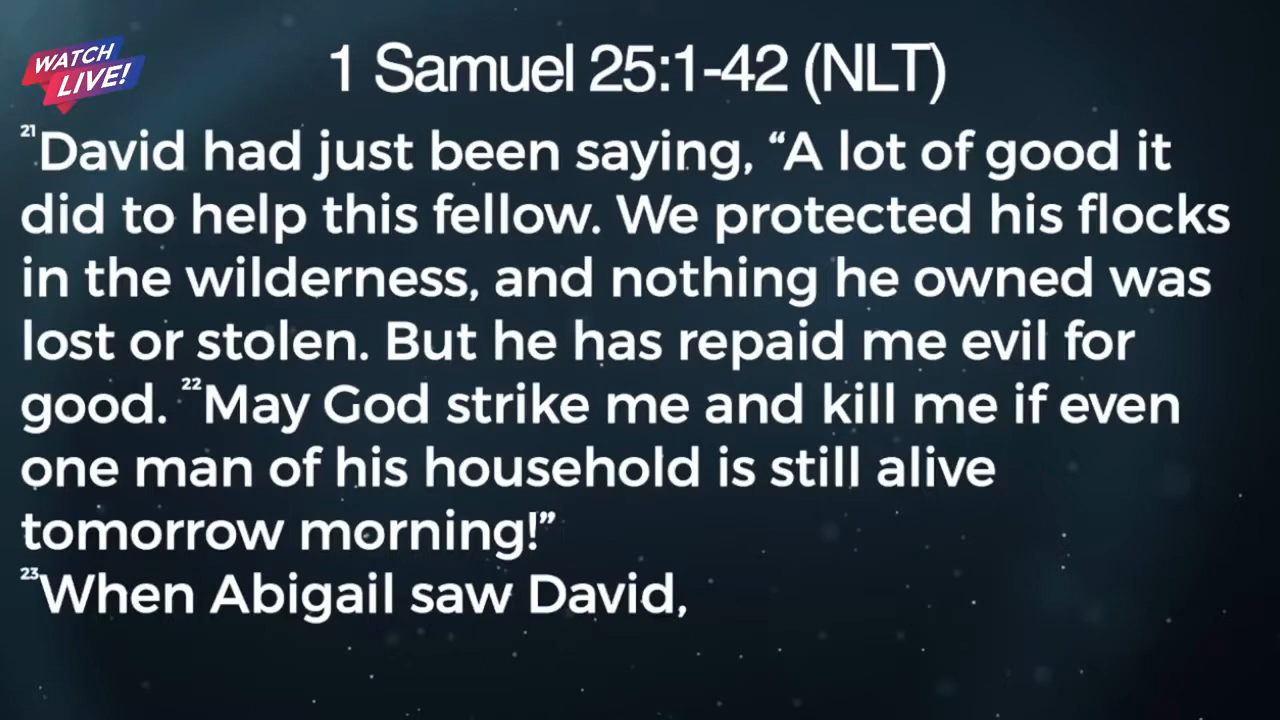 WATCH
LIVE!
1 Samuel 25:1-42 (NLT)
21David had just been saying, “A lot of good it
did to help this fellow. We protected his flocks
in the wilderness, and nothing he owned was
lost or stolen. But he has repaid me evil for
good. 22May God strike me and kill me if even
one man of his household is still alive
tomorrow morning!”
23When Abigail saw David,